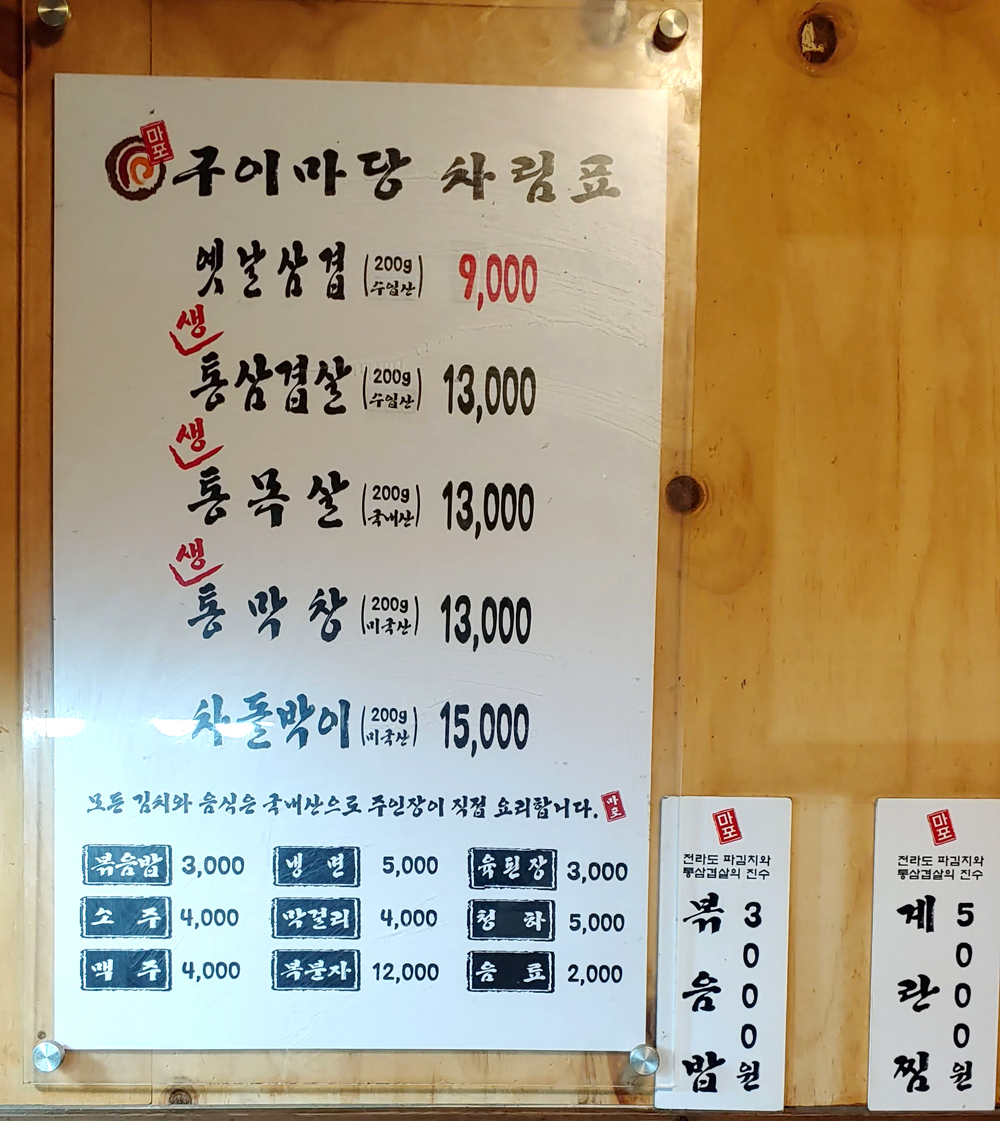 마포
구이마당 차림표
옛날삼겹 (200g 수입산) 9,000
생
통삼겹살 (200g 수입산) 13,000
생
통목살 (200g 국내산) 13,000
생
통막창 (200g 미국산) 13,000
차돌박이 (200g 미국산) 15,000
모든 김치와 음식은 국내산으로 주인장이 직접 요리합니다. 마포
볶음밥 3,000 냉면 5,000 육된장 3,000
소주 4,000 막걸리 4,000 청하 5,000
맥주 4,000 복분자 12,000 음료 2,000
마포
전라도 파김치와
통삼겹살의 진수
볶음밥 3000원
마포
전라도 파김치와
통삼겹살의 진수
계란찜 5000원